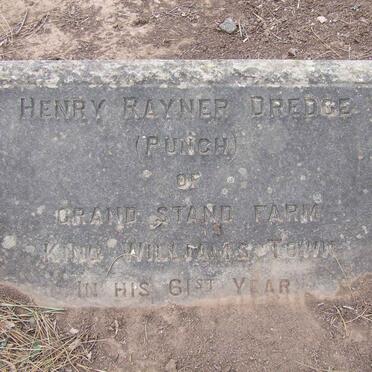 HENRY RAYNER DREDGE
(PUNCH)
OF
GRAND STAND FARM
KING WILLIAMS TOWN
IN HIS 61ST YEAR